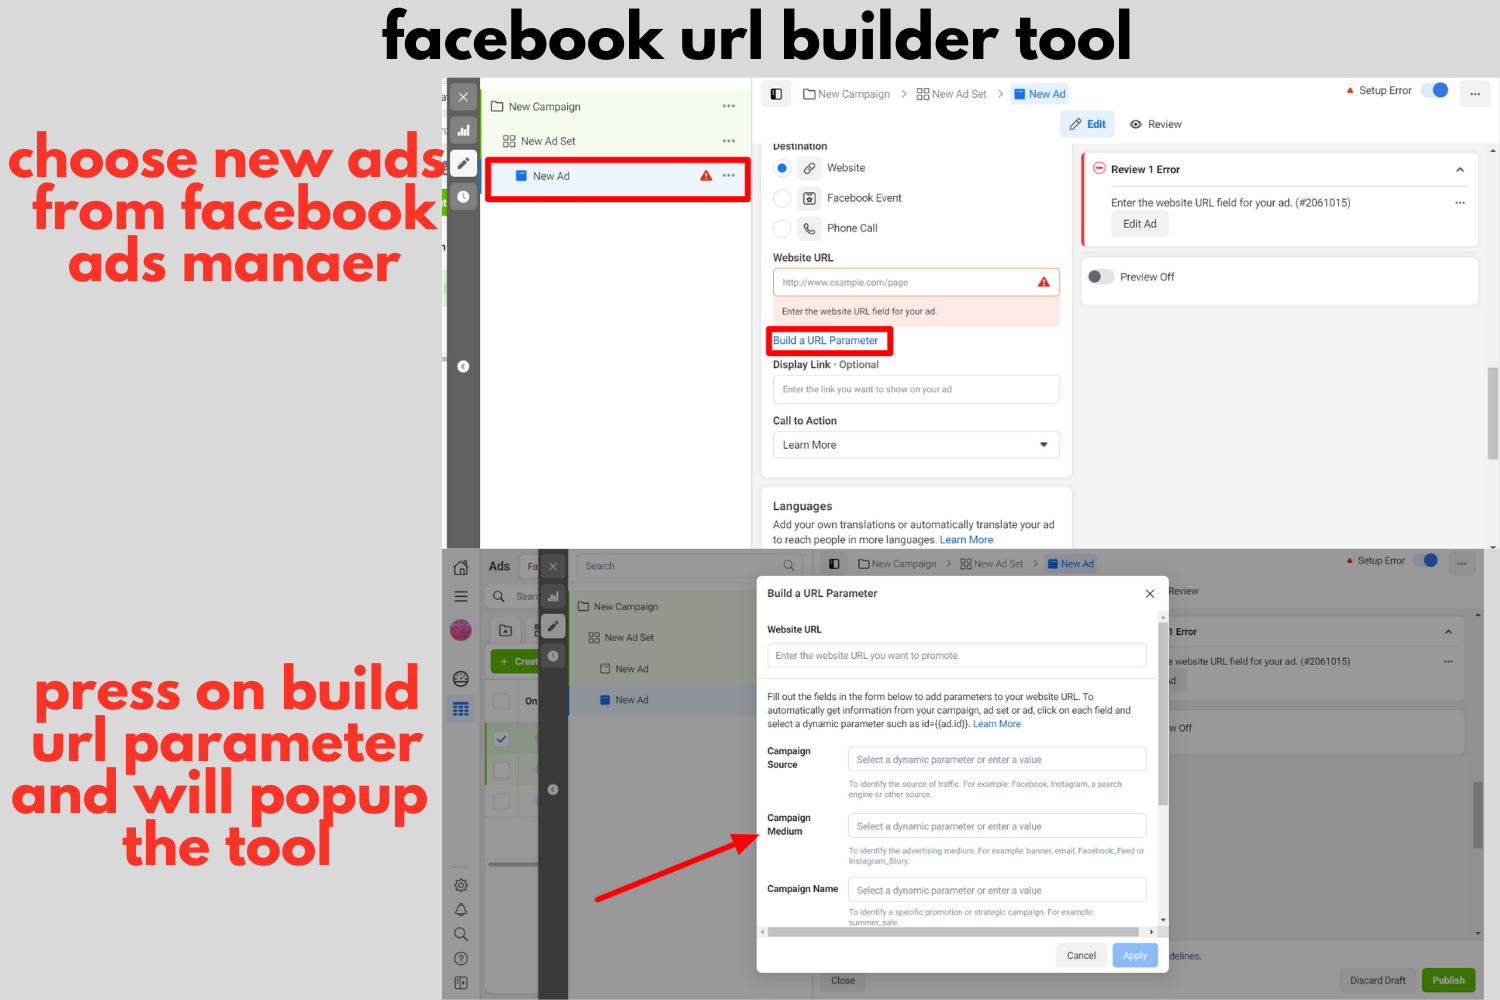 facebook url builder tool
choose new ads
from facebook
ads manaer
New Campaign
New Ad Set
New Ad
New Campaign > New Ad Set > New Ad
Setup Error
Edit
Review
Destination
Website
Facebook Event
Phone Call
Website URL
http://www.example.com/page
Enter the website URL field for your ad.
Build a URL Parameter
Display Link · Optional
Enter the link you want to show on your ad
Call to Action
Learn More
Languages
Add your own translations or automatically translate your ad
to reach people in more languages. Learn More
Review 1 Error
Enter the website URL field for your ad. (#2061015)
Edit Ad
Preview Off
press on build
url parameter
and will popup
the tool
Ads
Fa
Sear
+ Creat
On
Search
New Campaign
New Ad Set
New Ad
New Ad
New Campaign > New Ad Set > New Ad
Setup Error
Review
1 Error
e website URL field for your ad. (#2061015)
d
w Off
Build a URL Parameter
Website URL
Enter the website URL you want to promote.
Fill out the fields in the form below to add parameters to your website URL. To
automatically get information from your campaign, ad set or ad, click on each field and
select a dynamic parameter such as id={{ad.id}}. Learn More
Campaign
Source
Select a dynamic parameter or enter a value
To identify the source of traffic. For example: Facebook, Instagram, a search
engine or other source.
Campaign
Medium
Select a dynamic parameter or enter a value
To identify the advertising medium. For example: banner, email, Facebook_Feed or
Instagram_Story.
Campaign Name
Select a dynamic parameter or enter a value
To identify a specific promotion or strategic campaign. For example:
summer_sale.
Cancel
Apply
delines.
Close
Discard Draft
Publish